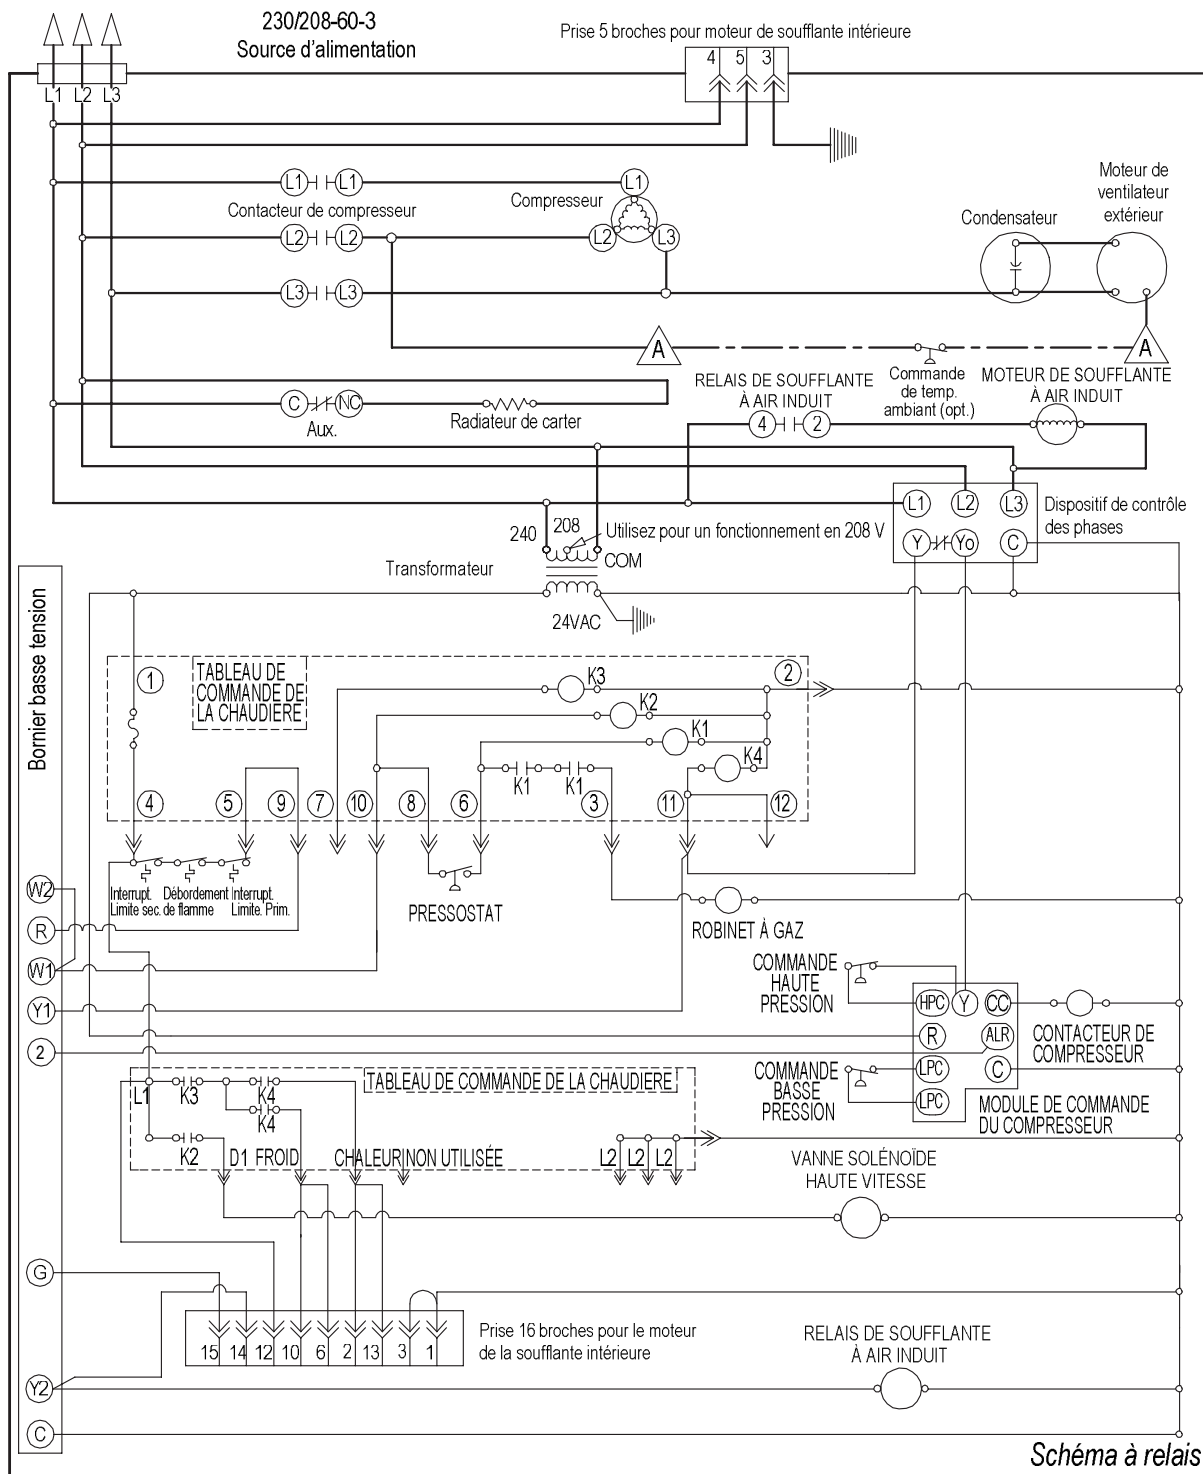 230/208-60-3
Source d'alimentation
Prise 5 broches pour moteur de soufflante intérieure
4 5 3
L1 L2 L3
L1 L1
L1
Contacteur de compresseur
Compresseur
L2 L2
L2 L3
L3 L3
Condensateur
Moteur de
ventilateur
extérieur
A
A
Commande
de temp.
ambiant (opt.)
C NC
Aux.
Radiateur de carter
RELAIS DE SOUFFLANTE
À AIR INDUIT
4 2
MOTEUR DE SOUFFLANTE
À AIR INDUIT
L1 L2 L3
Y Yo C
Dispositif de contrôle
des phases
240 208
Utilisez pour un fonctionnement en 208 V
COM
Transformateur
24VAC
Bornier basse tension
TABLEAU DE
COMMANDE DE
LA CHAUDIERE
1
K3
2
K2
K1
K4
K1 K1
4 5 9 7 10 8 6 3 11 12
Interrupt.
Limite sec.
Débordement
de flamme
Interrupt.
Limite. Prim.
PRESSOSTAT
ROBINET À GAZ
W2
R
W1
Y1
2
COMMANDE
HAUTE
PRESSION
HPC Y CC
R ALR
LPC C
LPC
CONTACTEUR DE
COMPRESSEUR
COMMANDE
BASSE
PRESSION
MODULE DE COMMANDE
DU COMPRESSEUR
TABLEAU DE COMMANDE DE LA CHAUDIERE
L1 K3 K4
K4
K2
D1 FROID CHALEUR NON UTILISÉE
L2 L2 L2
VANNE SOLÉNOÏDE
HAUTE VITESSE
G
15 14 12 10 6 2 13 3 1
Prise 16 broches pour le moteur
de la soufflante intérieure
RELAIS DE SOUFFLANTE
À AIR INDUIT
Y2
C
Schéma à relais